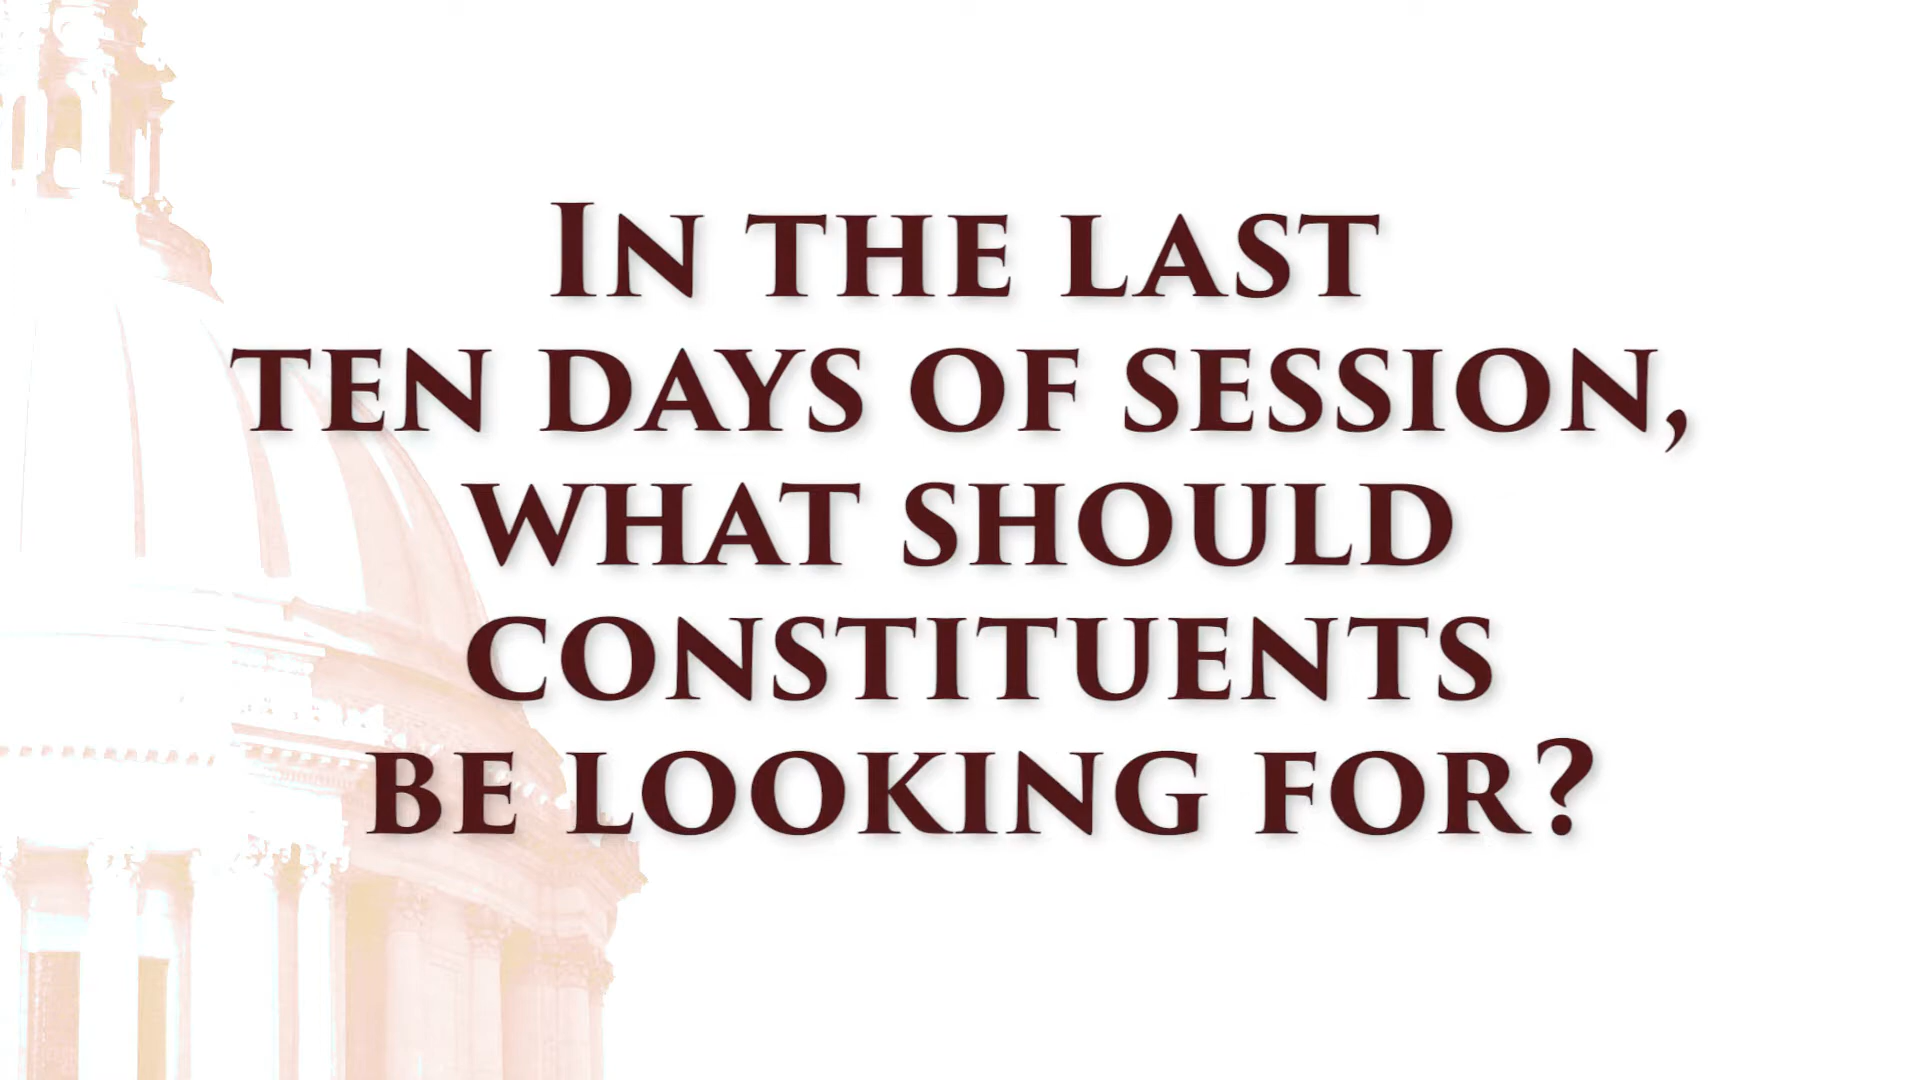 In the last
ten days of session,
what should
constituents
be looking for?